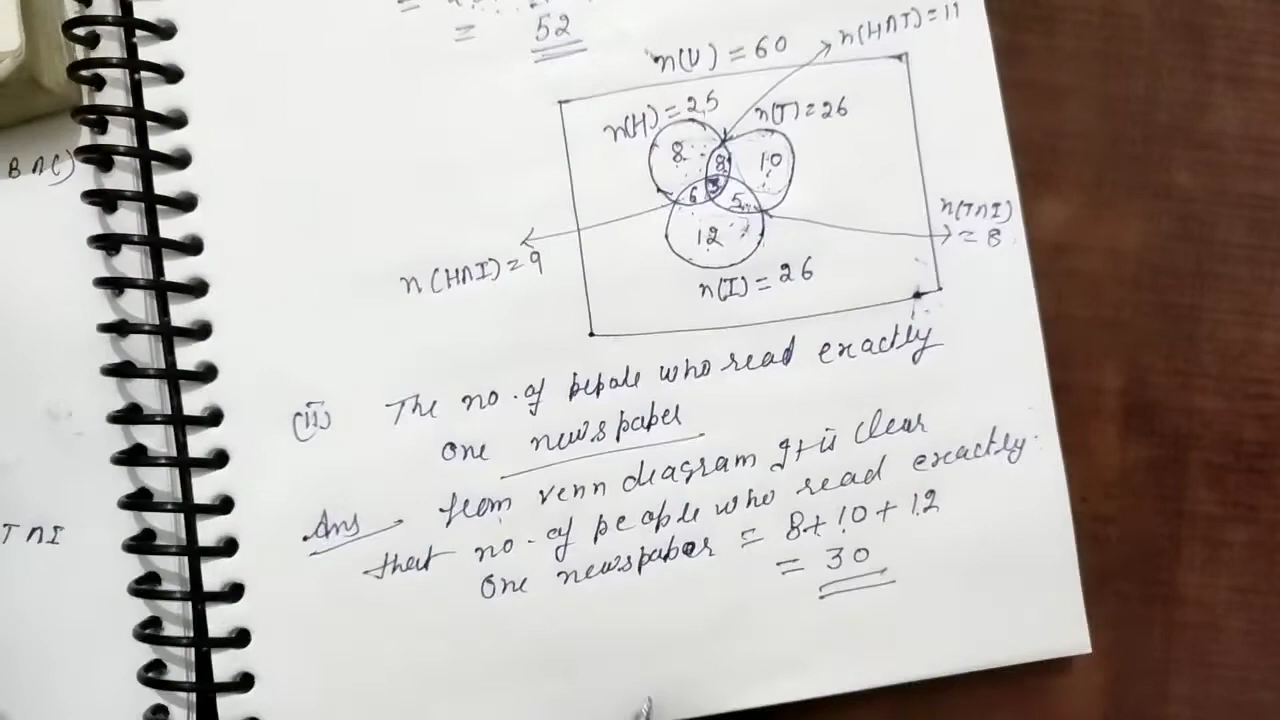 = 52
n(U) = 60
n(H∩T) = 11
n(H) = 25
n(T) = 26
8
8
10
3
6
5
12
n(T∩I)
= 8
n(H∩I) = 9
n(I) = 26
(ii) The no. of pepole who read exactly
one newspaper
Ans from venn diagram It is clear
that no. of people who read exactly
one newspaper = 8 + 10 + 12
= 30
B∩C)
T∩I